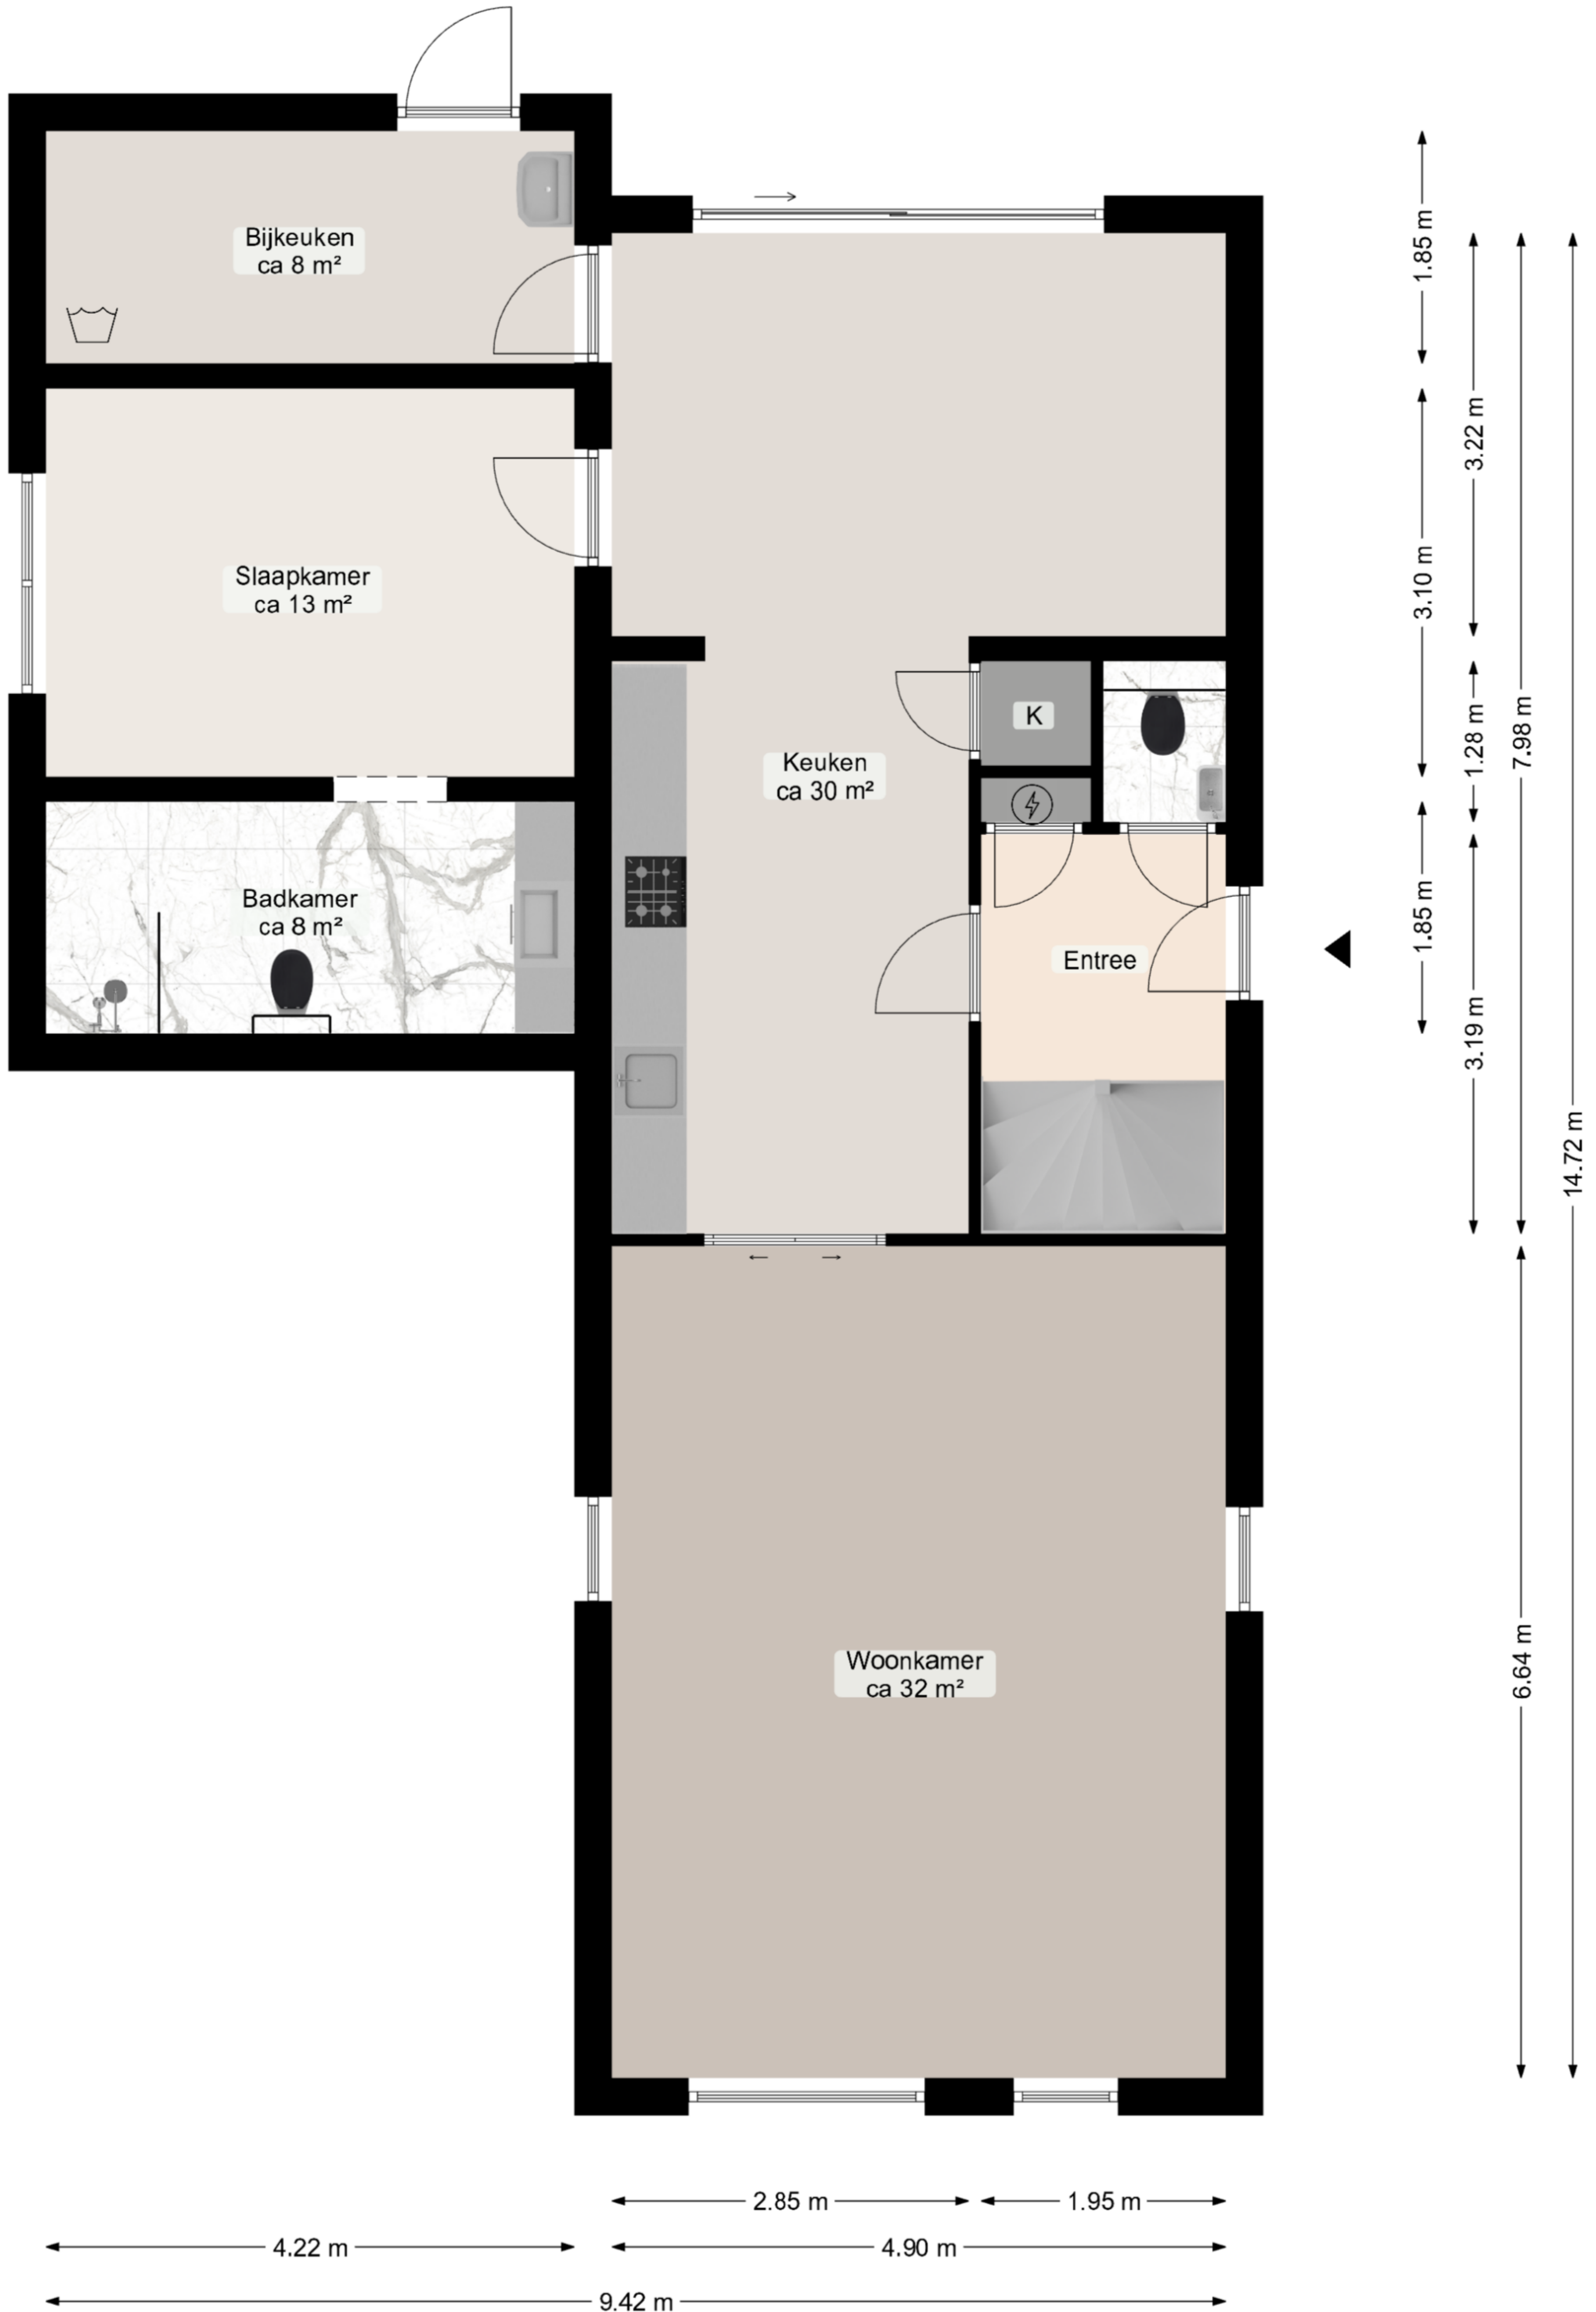 Bijkeuken
ca 8 m²
Slaapkamer
ca 13 m²
K
Keuken
ca 30 m²
Badkamer
ca 8 m²
Entree
Woonkamer
ca 32 m²
1.85 m
3.22 m
3.10 m
1.28 m
7.98 m
1.85 m
3.19 m
14.72 m
6.64 m
2.85 m
1.95 m
4.22 m
4.90 m
9.42 m